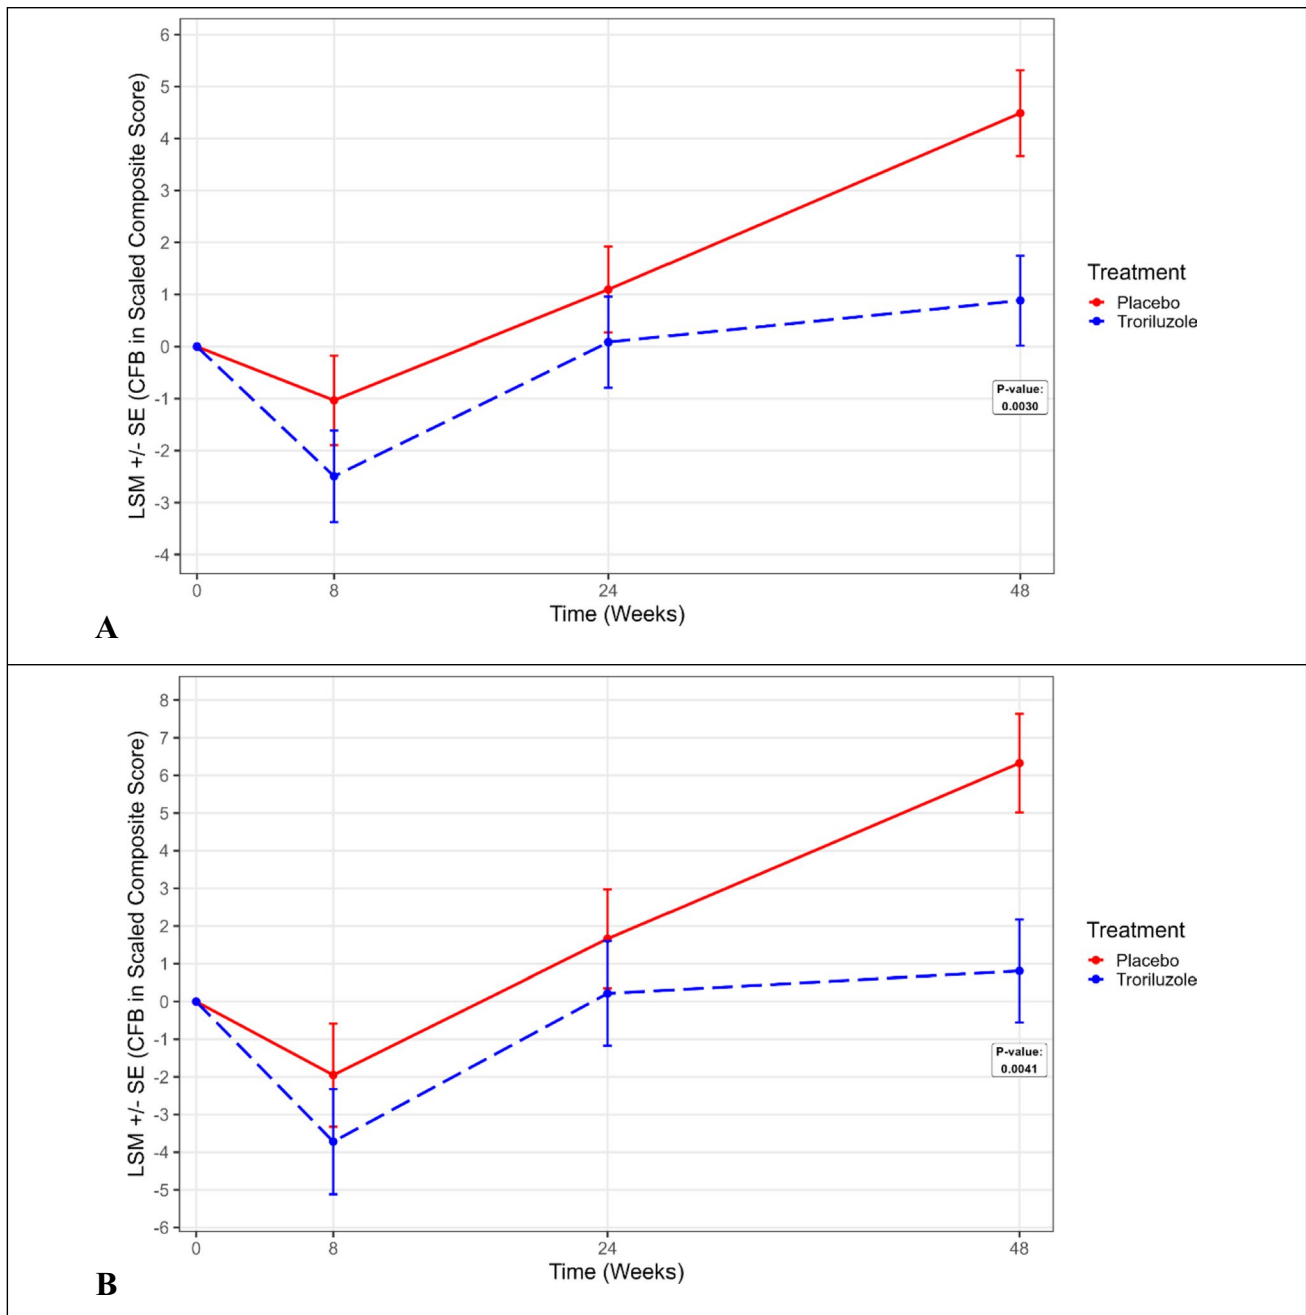 6
5
4
3
2
1
0
-1
-2
-3
-4
LSM +/- SE (CFB in Scaled Composite Score)
0 8 24 48
Time (Weeks)
Treatment
Placebo
Troriluzole
P-value:
0.0030
A
8
7
6
5
4
3
2
1
0
-1
-2
-3
-4
-5
-6
LSM +/- SE (CFB in Scaled Composite Score)
0 8 24 48
Time (Weeks)
Treatment
Placebo
Troriluzole
P-value:
0.0041
B